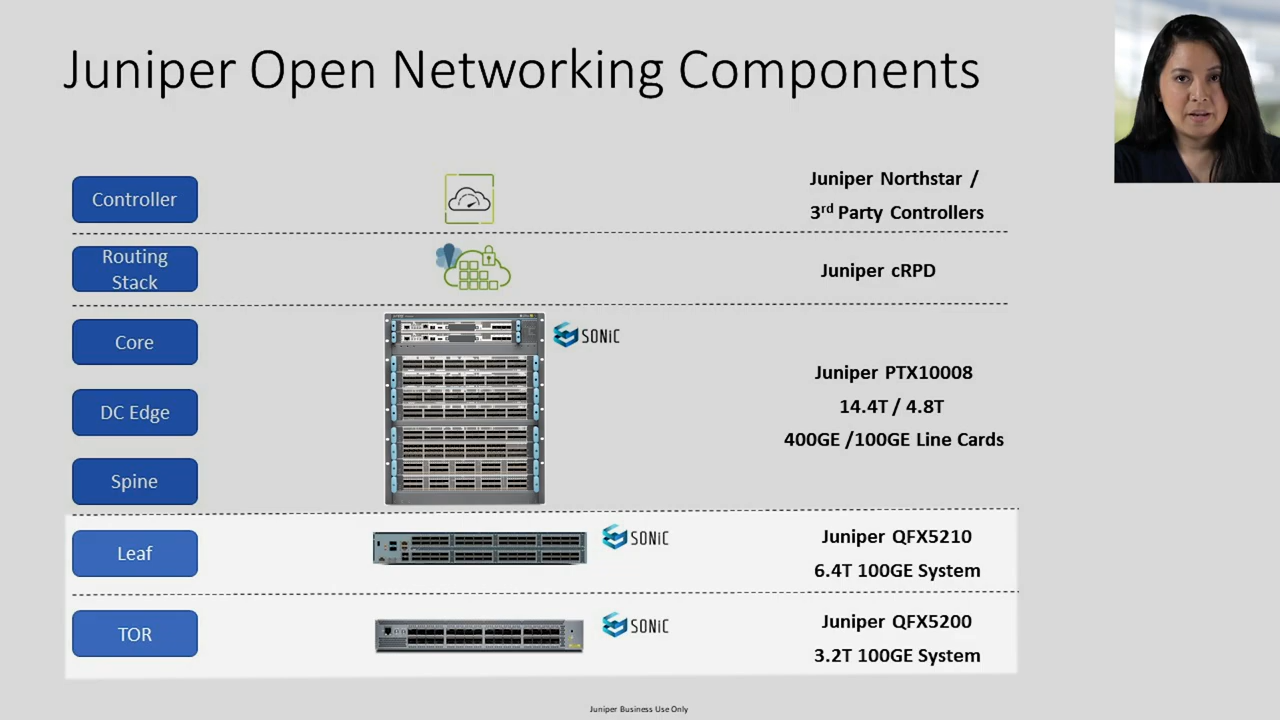 Juniper Open Networking Components
Controller
Juniper Northstar /
3rd Party Controllers
Routing
Stack
Juniper cRPD
Core
SONiC
DC Edge
Juniper PTX10008
14.4T / 4.8T
400GE /100GE Line Cards
Spine
Leaf
SONiC
Juniper QFX5210
6.4T 100GE System
TOR
SONiC
Juniper QFX5200
3.2T 100GE System
Juniper Business Use Only